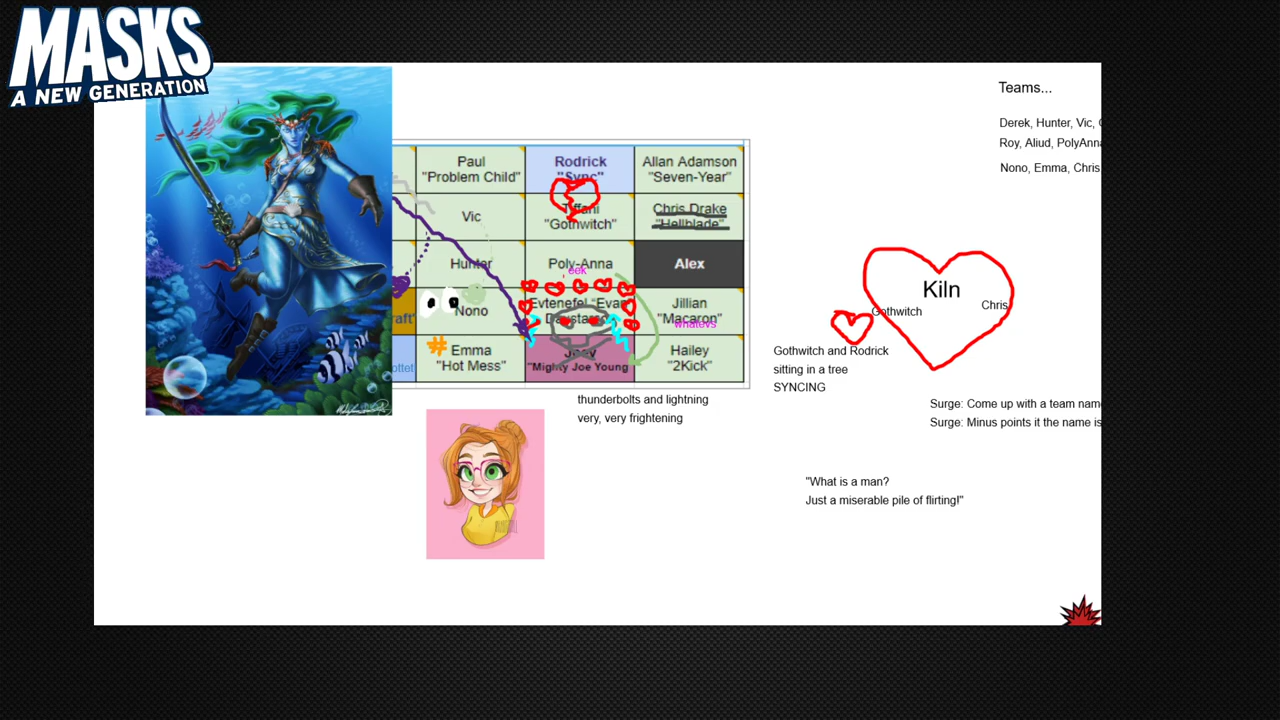 MASKS
A NEW GENERATION
Teams...
Derek, Hunter, Vic,
Roy, Aliud, PolyAnna
Nono, Emma, Chris
Paul
"Problem Child"
Rodrick
"Sync"
Allan Adamson
"Seven-Year"
Vic
Tiffani
"Gothwitch"
Chris Drake
"Hellblade"
Hunter
Poly-Anna
eek
Alex
Nono
Evtenefel "Evan"
Daystar
Jillian
"Macaron"
whatevs
#
Emma
"Hot Mess"
Joey
"Mighty Joe Young
Hailey
"2Kick"
Kiln
Gothwitch
Chris
Gothwitch and Rodrick
sitting in a tree
SYNCING
thunderbolts and lightning
very, very frightening
Surge: Come up with a team name
Surge: Minus points it the name is
"What is a man?
Just a miserable pile of flirting!"